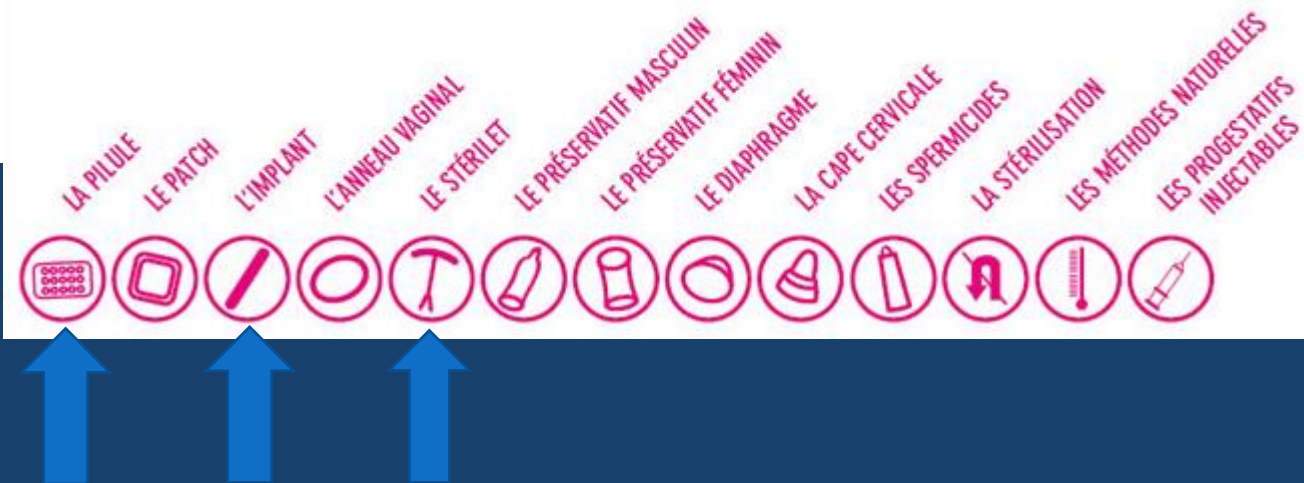 LA PILULE
LE PATCH
L'IMPLANT
L'ANNEAU VAGINAL
LE STÉRILET
LE PRÉSERVATIF MASCULIN
LE PRÉSERVATIF FÉMININ
LE DIAPHRAGME
LA CAPE CERVICALE
LES SPERMICIDES
LA STÉRILISATION
LES MÉTHODES NATURELLES
LES PROGESTATIFS
INJECTABLES